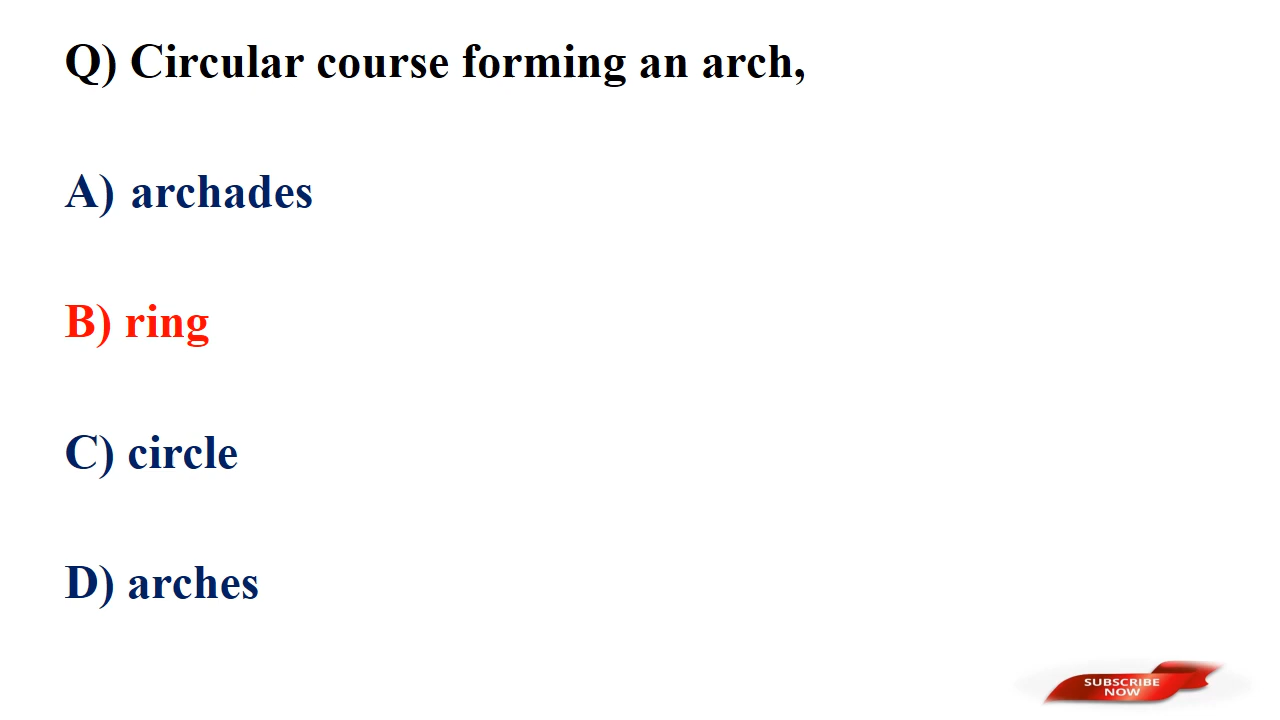 Q) Circular course forming an arch,
A) archades
B) ring
C) circle
D) arches
SUBSCRIBE
NOW